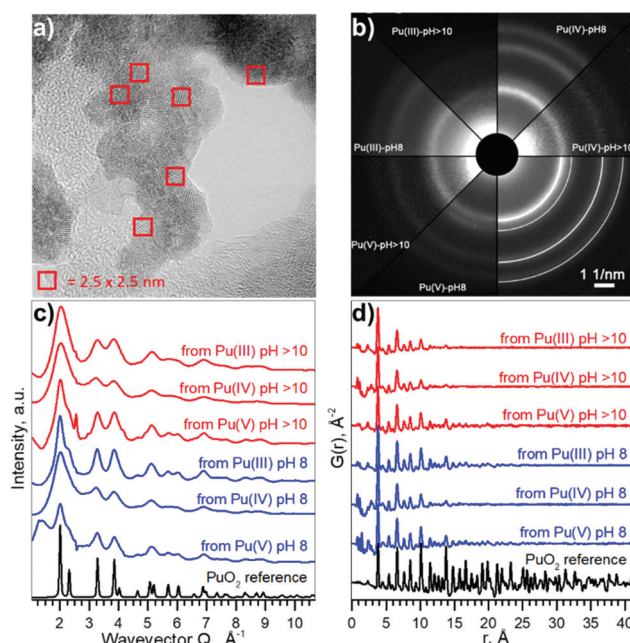 a)
= 2.5 x 2.5 nm
b)
Pu(III)-pH>10
Pu(IV)-pH8
Pu(III)-pH8
Pu(IV)-pH>10
Pu(V)-pH>10
Pu(V)-pH8
1 1/nm
c)
from Pu(III) pH >10
from Pu(IV) pH >10
from Pu(V) pH >10
from Pu(III) pH 8
from Pu(IV) pH 8
from Pu(V) pH 8
PuO₂ reference
Intensity, a.u.
2 3 4 5 6 7 8 9 10
Wavevector Q, Å⁻¹
d)
from Pu(III) pH >10
from Pu(IV) pH >10
from Pu(V) pH >10
from Pu(III) pH 8
from Pu(IV) pH 8
from Pu(V) pH 8
PuO₂ reference
G(r), Å⁻²
0 5 10 15 20 25 30 35 40
r, Å